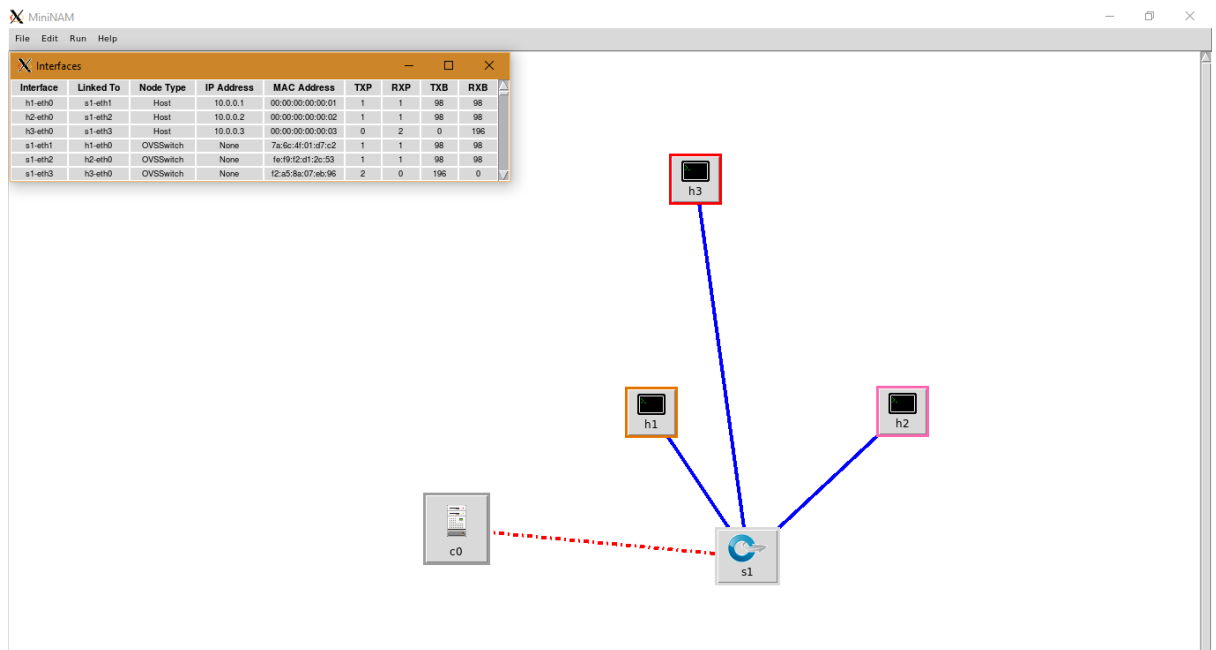 MiniNAM
File Edit Run Help
Interfaces
Interface Linked To Node Type IP Address MAC Address TXP RXP TXB RXB
h1-eth0 s1-eth1 Host 10.0.0.1 00:00:00:00:00:01 1 1 98 98
h2-eth0 s1-eth2 Host 10.0.0.2 00:00:00:00:00:02 1 1 98 98
h3-eth0 s1-eth3 Host 10.0.0.3 00:00:00:00:00:03 0 2 0 196
s1-eth1 h1-eth0 OVSSwitch None 7a:6c:4f:01:d7:c2 1 1 98 98
s1-eth2 h2-eth0 OVSSwitch None fe:f9:f2:d1:2c:53 1 1 98 98
s1-eth3 h3-eth0 OVSSwitch None f2:a5:8a:07:eb:96 2 0 196 0
h3
h1
h2
c0
s1